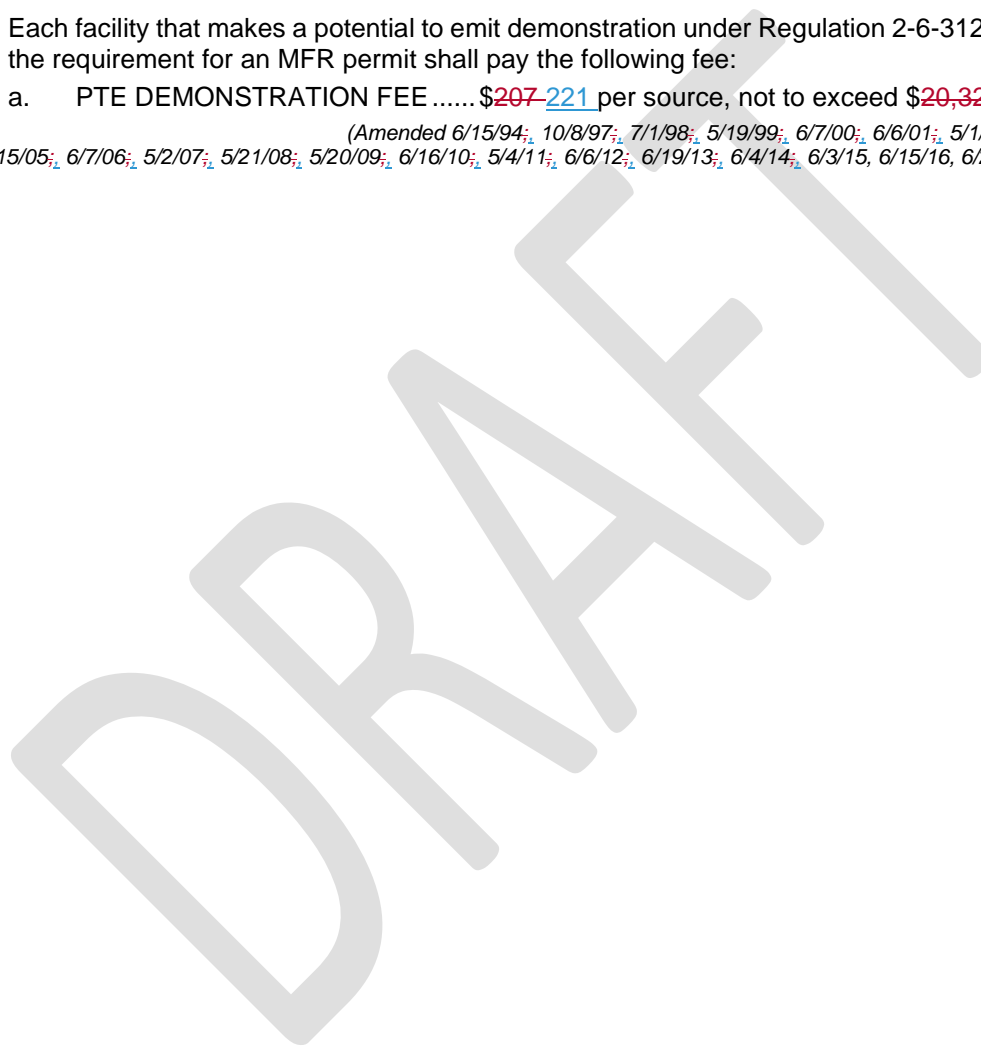 Each facility that makes a potential to emit demonstration under Regulation 2-6-312
the requirement for an MFR permit shall pay the following fee:
a. PTE DEMONSTRATION FEE ...... $207 221 per source, not to exceed $20,32
(Amended 6/15/94;, 10/8/97;, 7/1/98;, 5/19/99;, 6/7/00;, 6/6/01;, 5/1/
15/05;, 6/7/06;, 5/2/07;, 5/21/08;, 5/20/09;, 6/16/10;, 5/4/11;, 6/6/12;, 6/19/13;, 6/4/14;, 6/3/15, 6/15/16, 6/
DRAFT